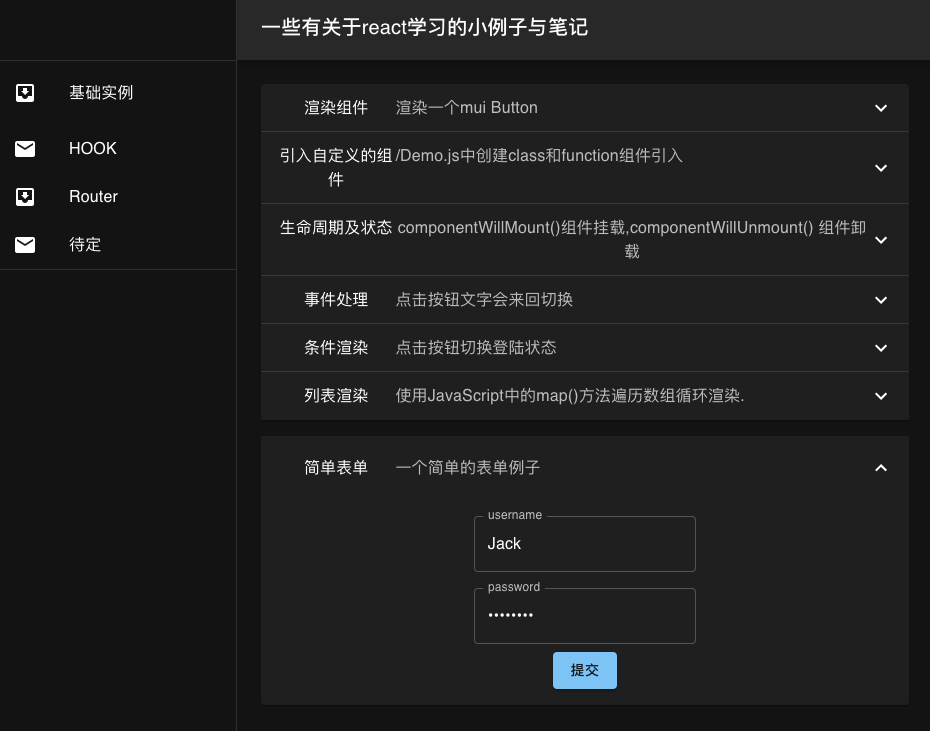 一些有关于react学习的小例子与笔记
基础实例
HOOK
Router
待定
渲染组件 渲染一个mui Button
引入自定义的组 /Demo.js中创建class和function组件引入
件
生命周期及状态 componentWillMount()组件挂载,componentWillUnmount() 组件卸
载
事件处理 点击按钮文字会来回切换
条件渲染 点击按钮切换登陆状态
列表渲染 使用JavaScript中的map()方法遍历数组循环渲染.
简单表单 一个简单的表单例子
username
Jack
password
••••••••
提交